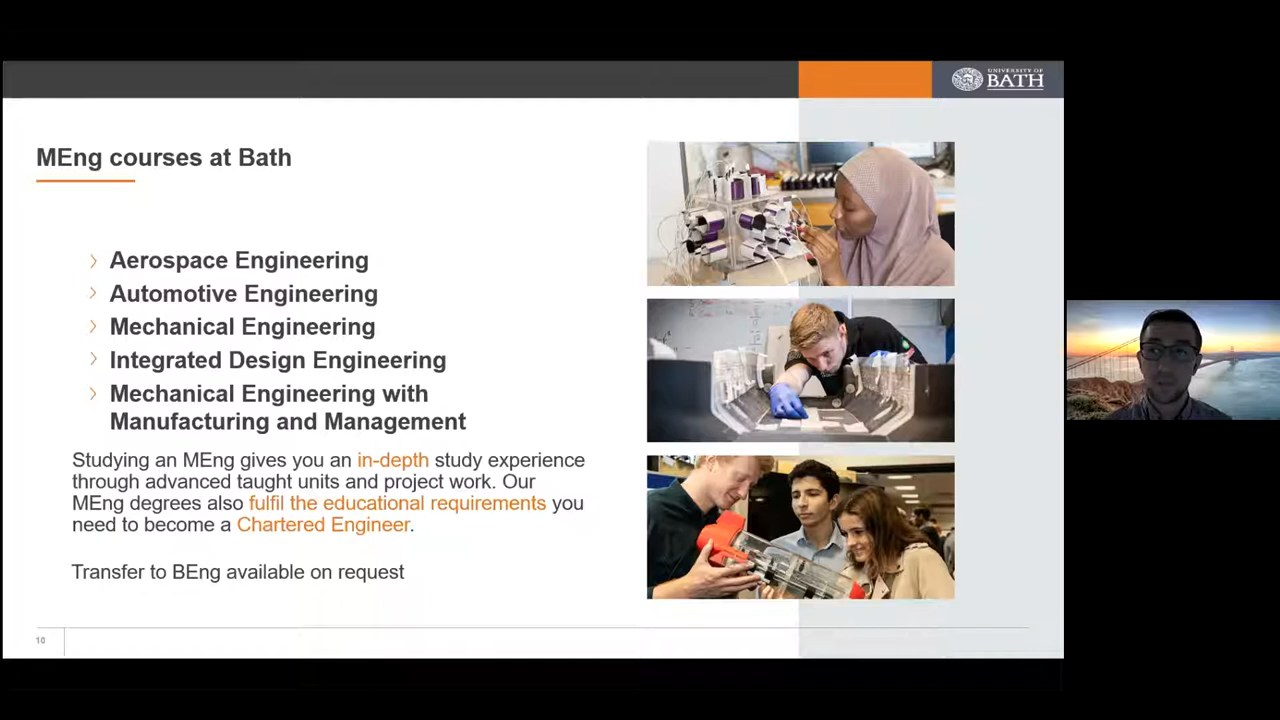 UNIVERSITY OF
BATH
MEng courses at Bath
Aerospace Engineering
Automotive Engineering
Mechanical Engineering
Integrated Design Engineering
Mechanical Engineering with
Manufacturing and Management
Studying an MEng gives you an in-depth study experience
through advanced taught units and project work. Our
MEng degrees also fulfil the educational requirements you
need to become a Chartered Engineer.
Transfer to BEng available on request
10